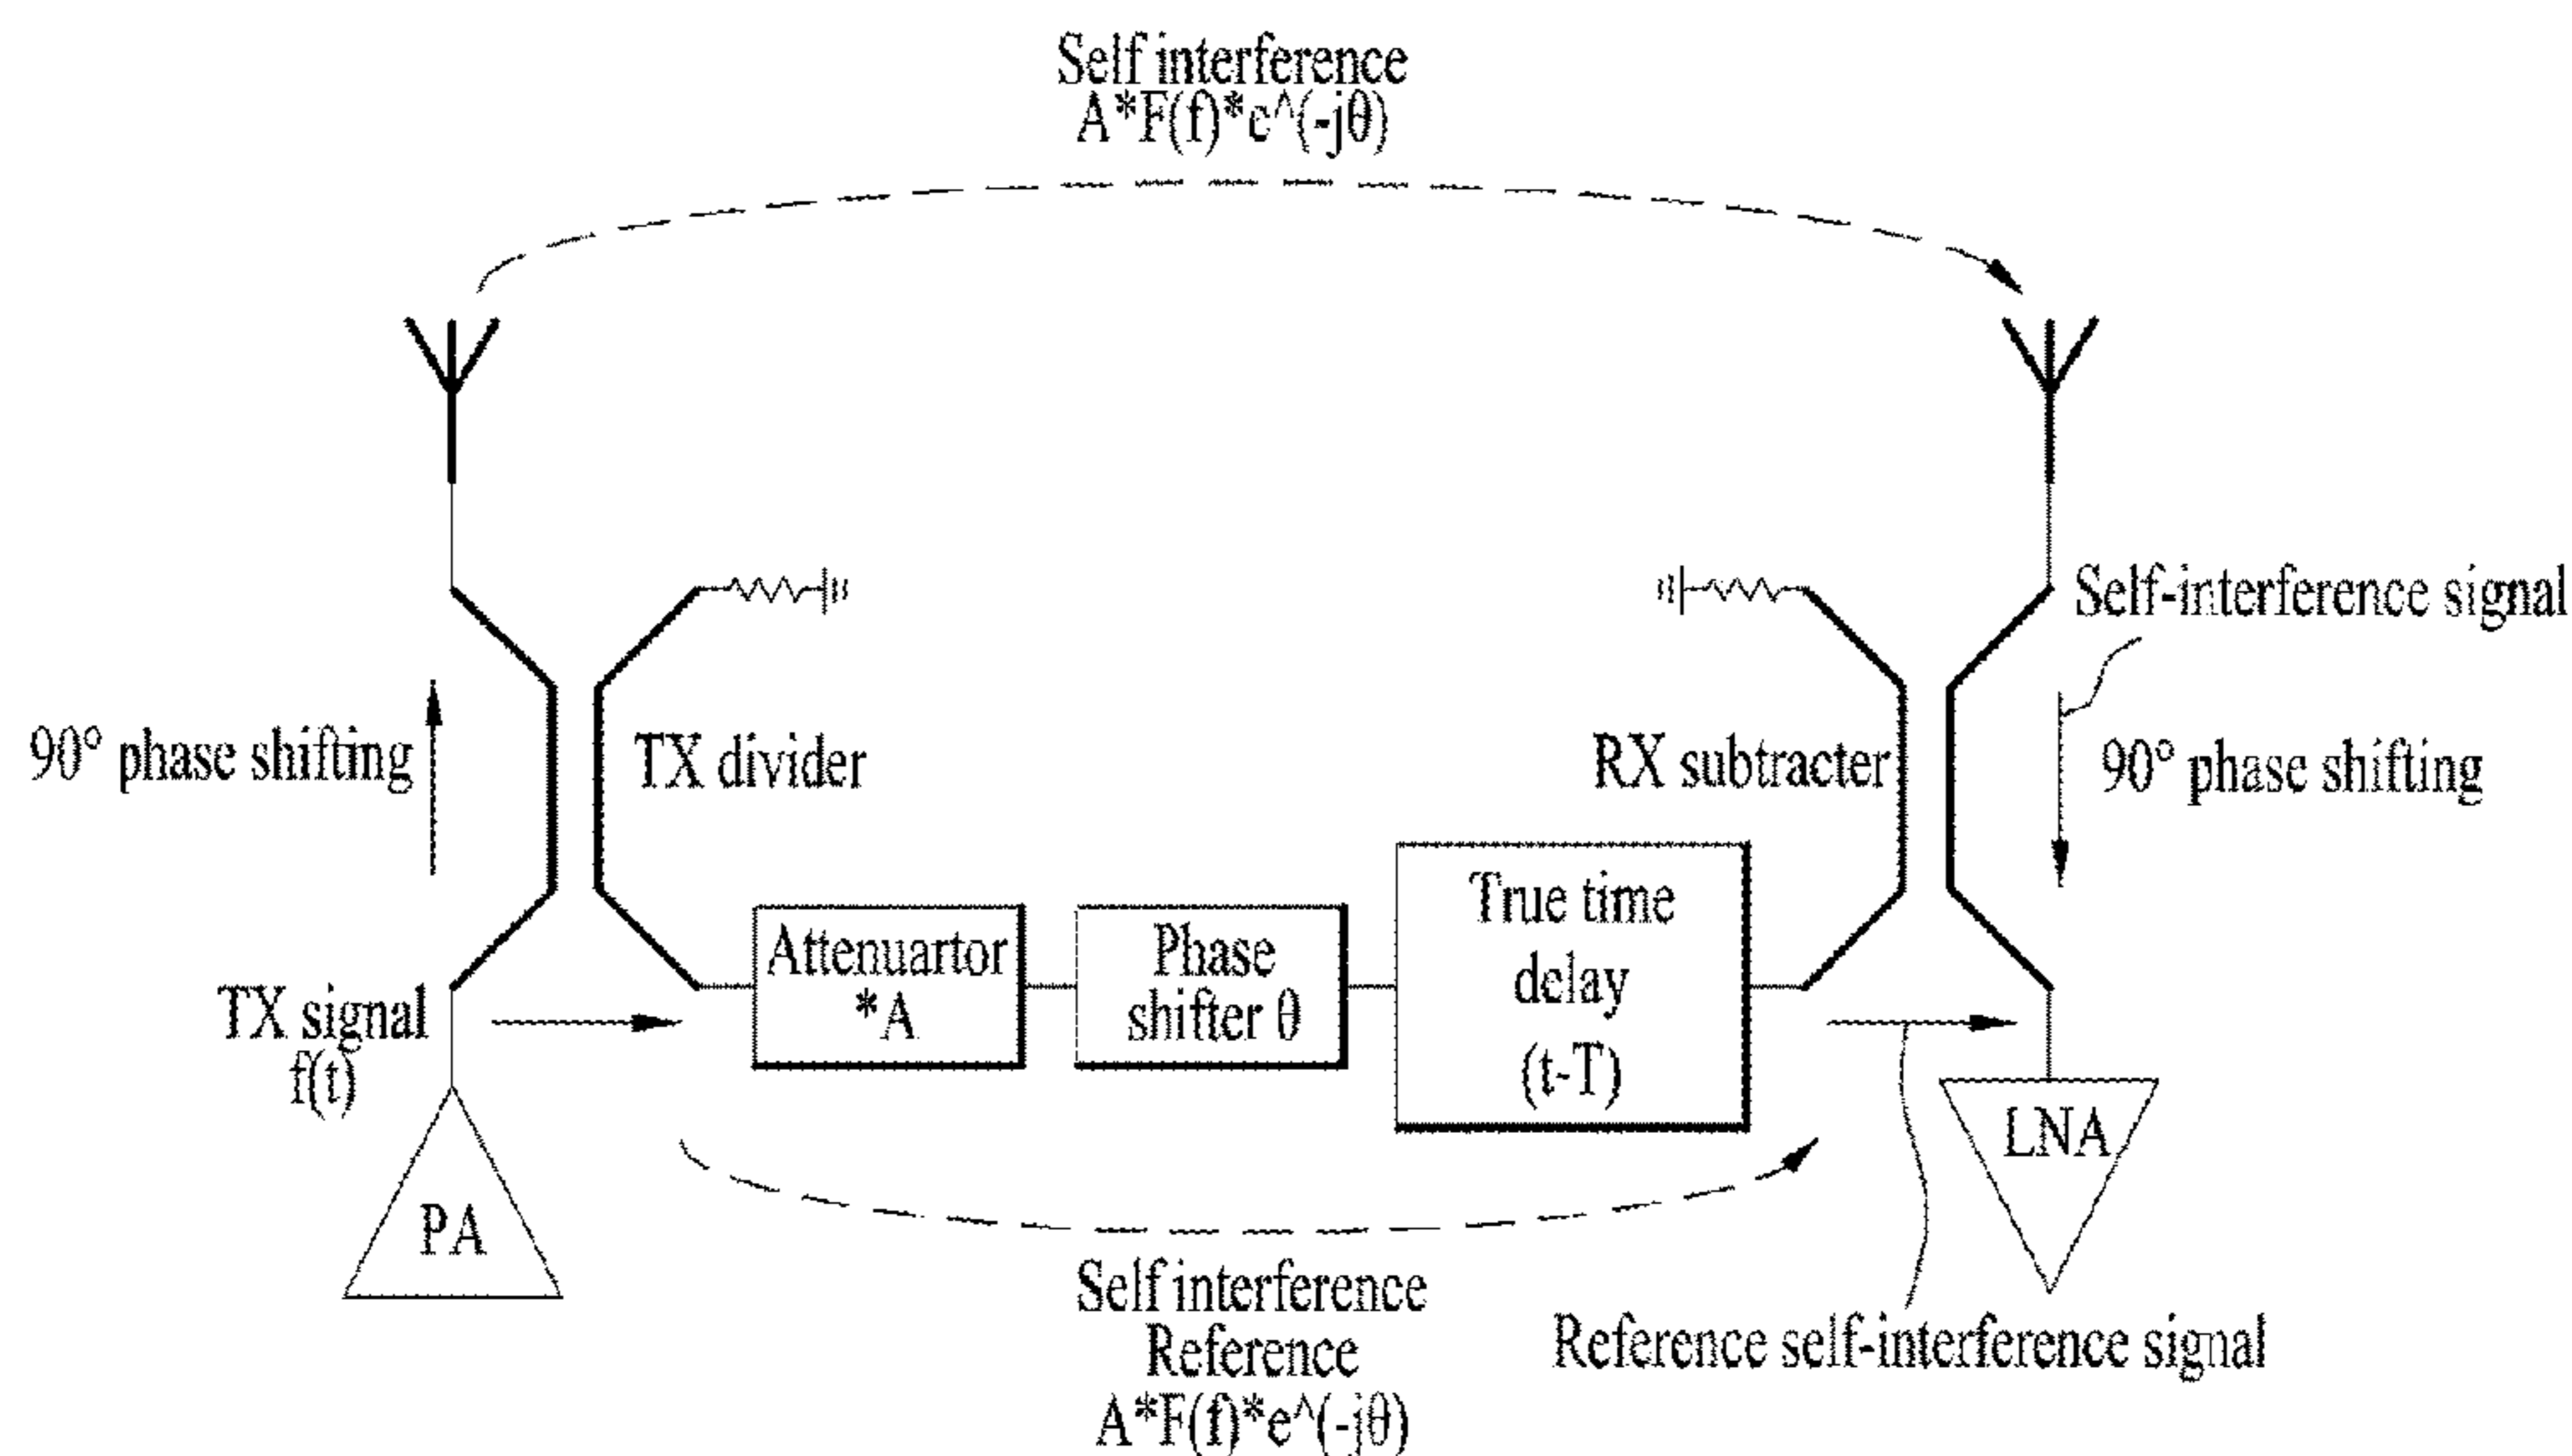 Self interference
A*F(f)*e^(-jθ)
Self-interference signal
90° phase shifting
TX divider
RX subtracter
90° phase shifting
TX signal
f(t)
Attenuartor
*A
Phase
shifter θ
True time
delay
(t-T)
PA
LNA
Self interference
Reference
A*F(f)*e^(-jθ)
Reference self-interference signal